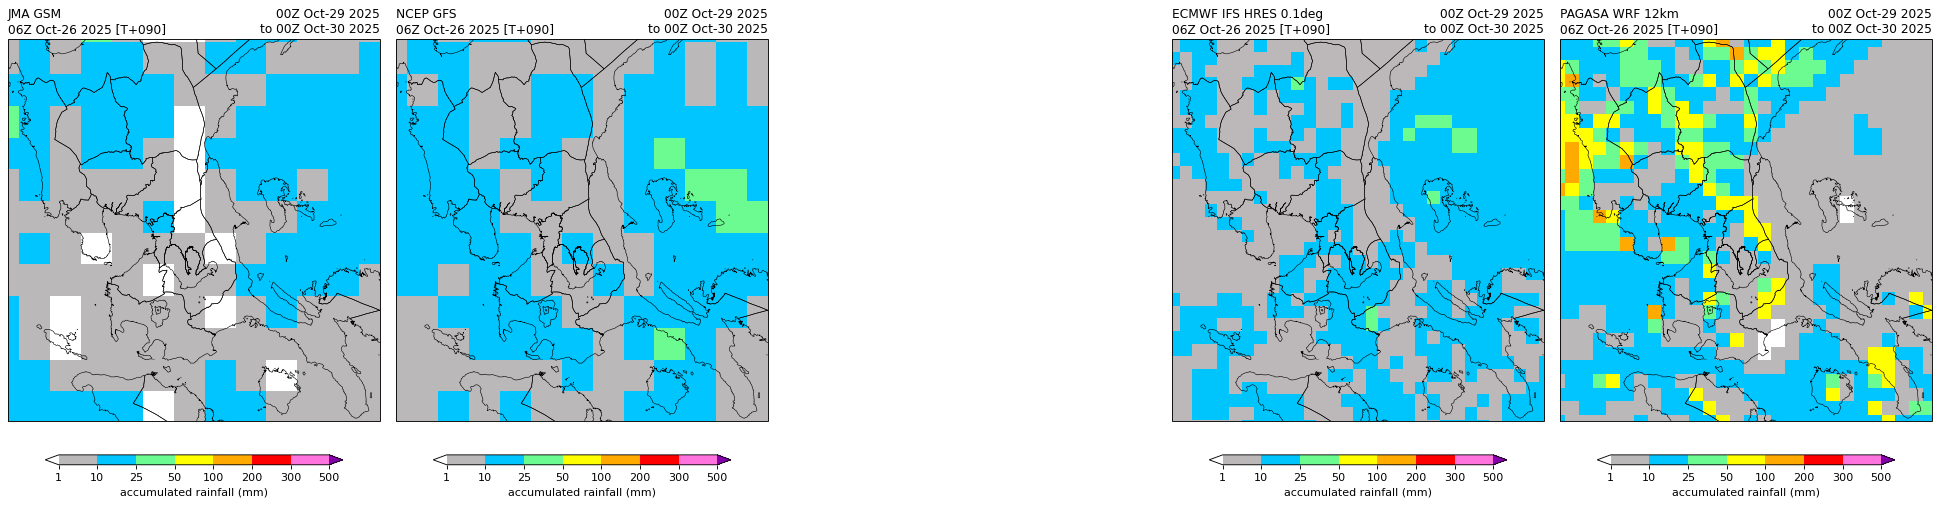 JMA GSM 00Z Oct-29 2025
06Z Oct-26 2025 [T+090] to 00Z Oct-30 2025
1 10 25 50 100 200 300 500
accumulated rainfall (mm)
NCEP GFS 00Z Oct-29 2025
06Z Oct-26 2025 [T+090] to 00Z Oct-30 2025
1 10 25 50 100 200 300 500
accumulated rainfall (mm)
ECMWF IFS HRES 0.1deg 00Z Oct-29 2025
06Z Oct-26 2025 [T+090] to 00Z Oct-30 2025
1 10 25 50 100 200 300 500
accumulated rainfall (mm)
PAGASA WRF 12km 00Z Oct-29 2025
06Z Oct-26 2025 [T+090] to 00Z Oct-30 2025
1 10 25 50 100 200 300 500
accumulated rainfall (mm)